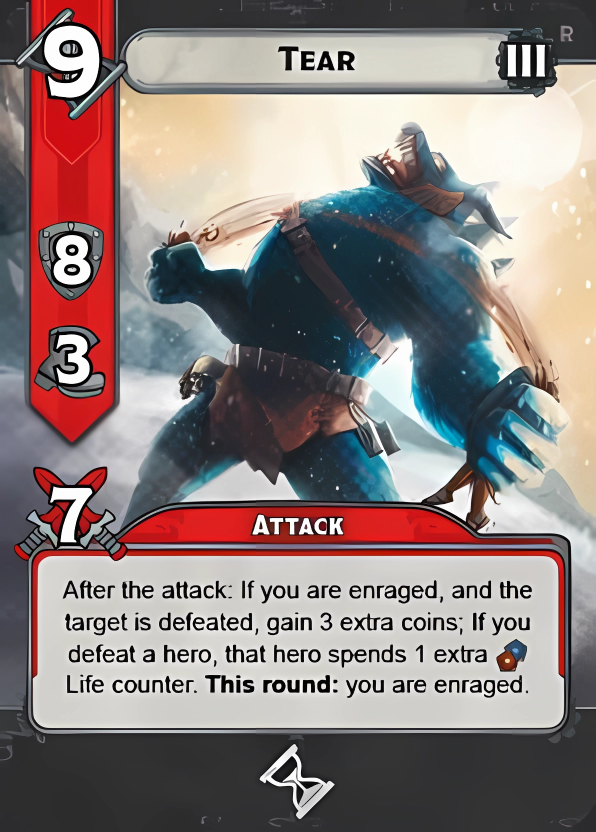 9
TEAR
III
R
8
3
7
ATTACK
After the attack: If you are enraged, and the
target is defeated, gain 3 extra coins; If you
defeat a hero, that hero spends 1 extra
Life counter. This round: you are enraged.